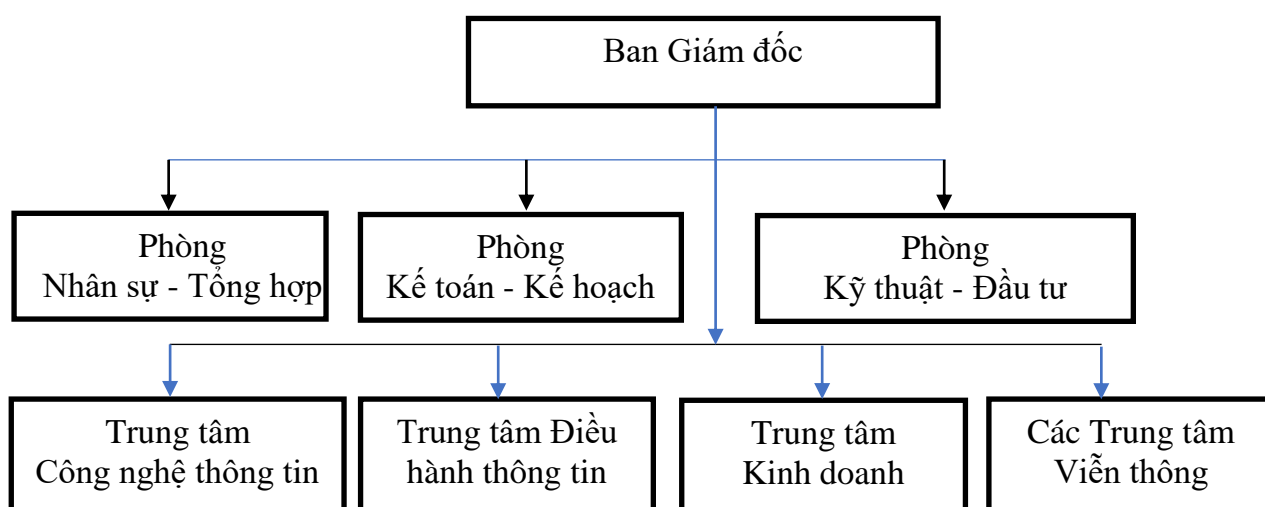 Ban Giám đốc
Phòng
Nhân sự - Tổng hợp
Phòng
Kế toán - Kế hoạch
Phòng
Kỹ thuật - Đầu tư
Trung tâm
Công nghệ thông tin
Trung tâm Điều
hành thông tin
Trung tâm
Kinh doanh
Các Trung tâm
Viễn thông